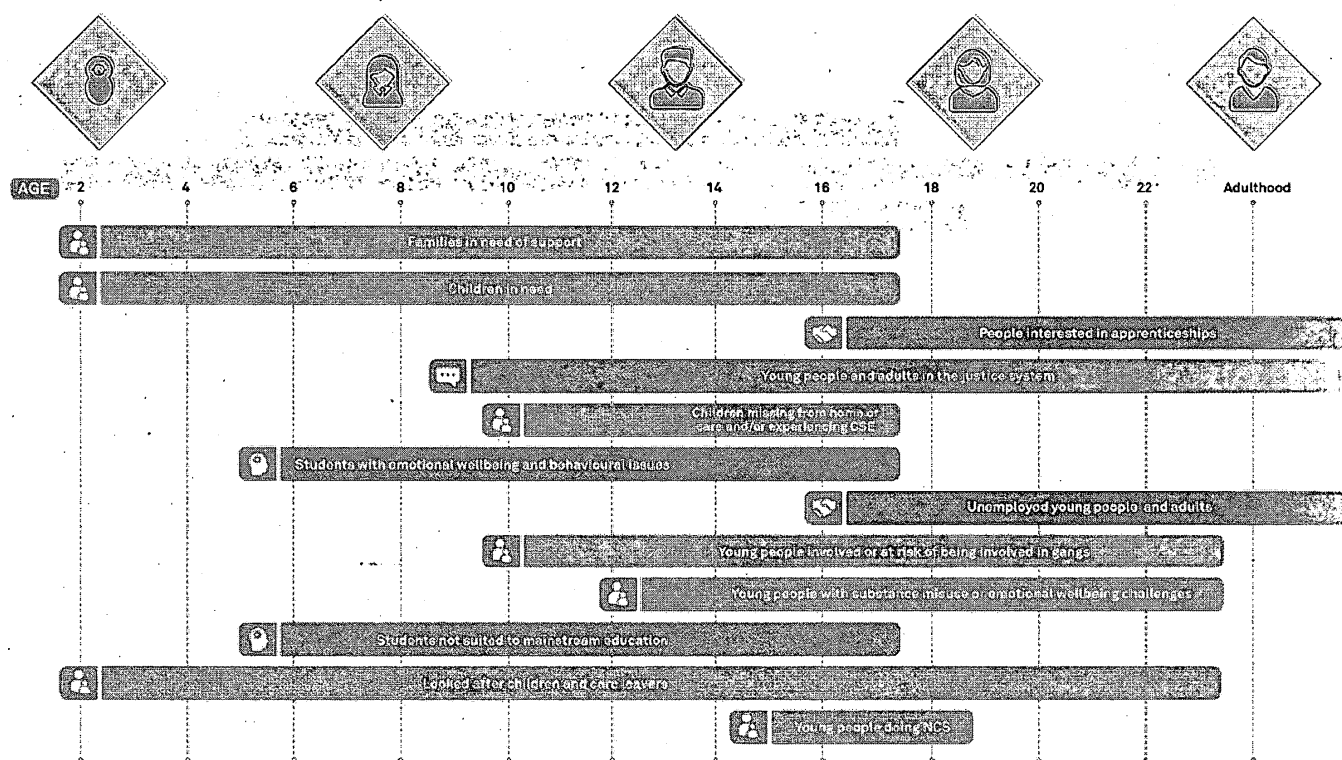 AGE 2 4 6 8 10 12 14 16 18 20 22 Adulthood
Families in need of support
Children in need
People interested in apprenticeships
Young people and adults in the justice system
Children missing from home or
care and/or experiencing CSE
Students with emotional wellbeing and behavioural issues
Unemployed young people and adults
Young people involved or at risk of being involved in gangs
Young people with substance misuse or emotional wellbeing challenges
Students not suited to mainstream education
Looked after children and care leavers
Young people doing NCS